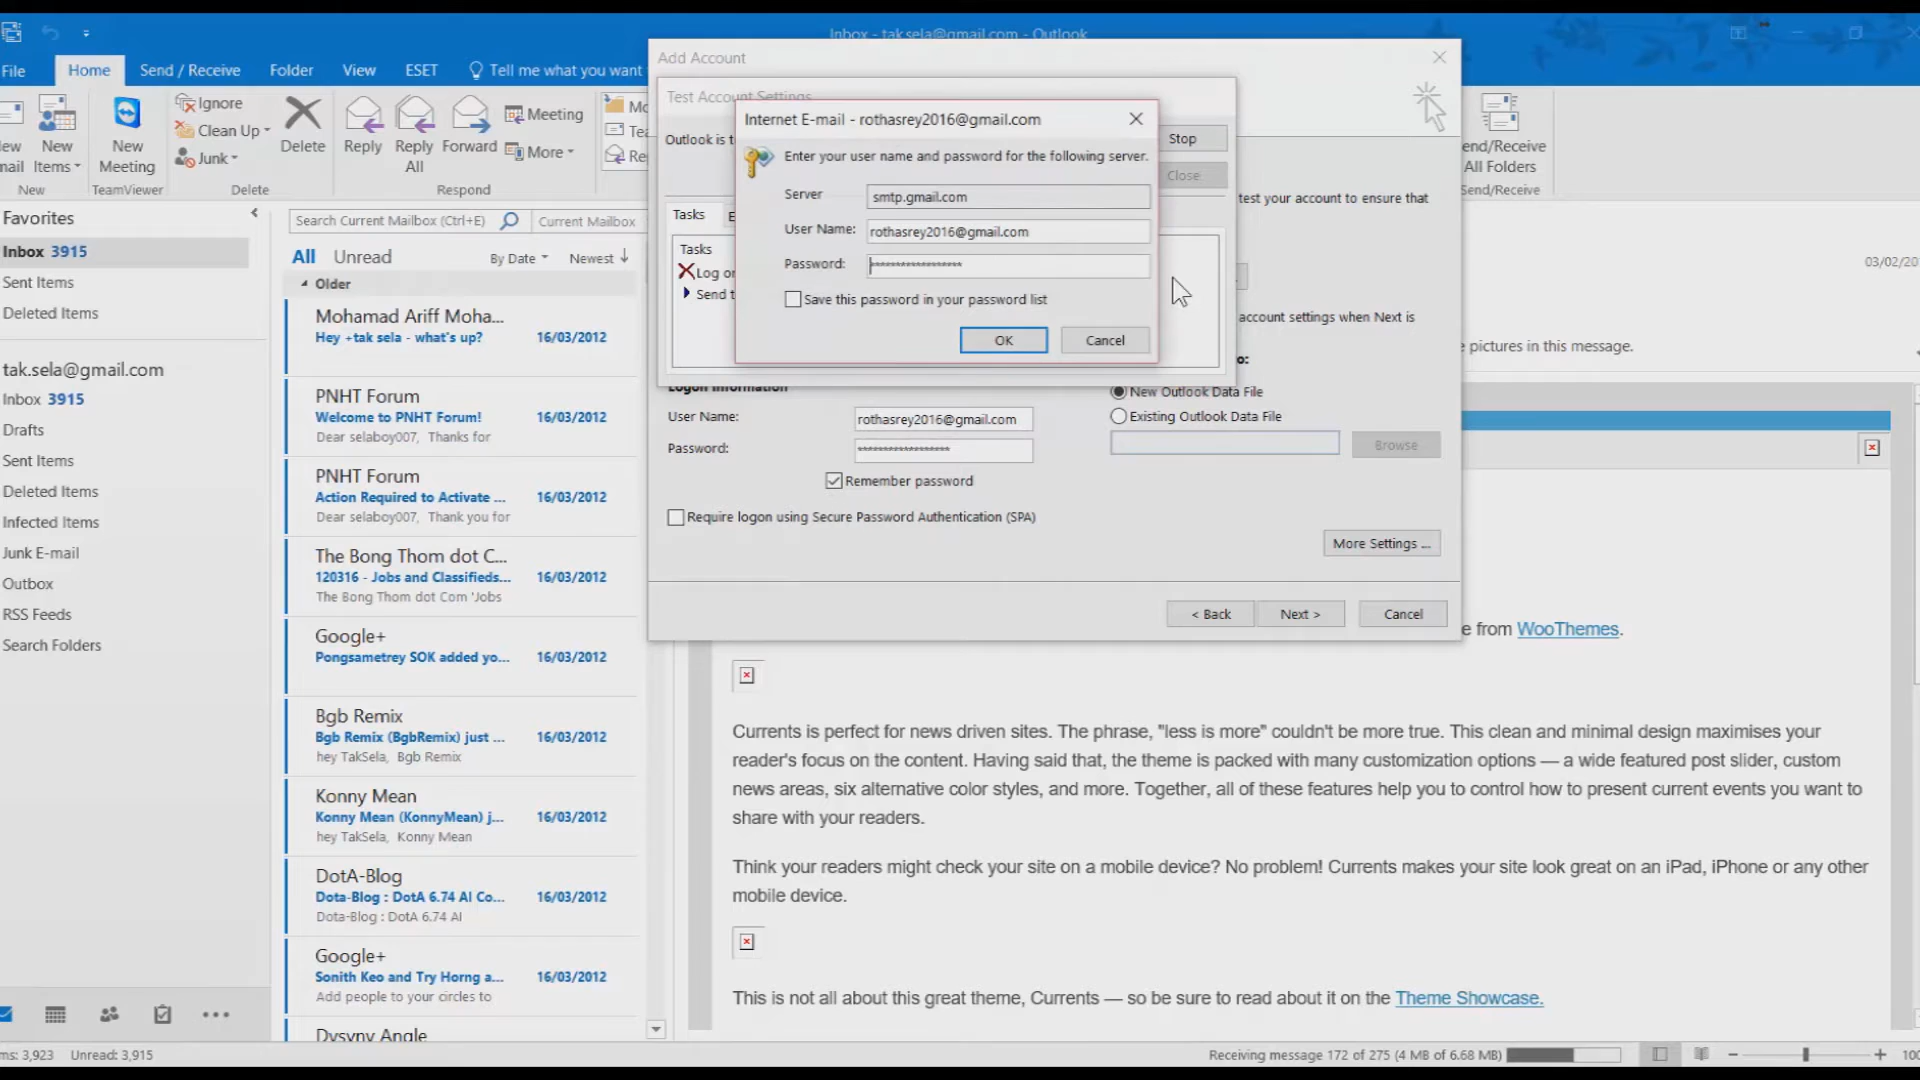 Inbox - tak.sela@gmail.com - Outlook
File
Home
Send / Receive
Folder
View
ESET
Tell me what you want
New
Items
New
New
Meeting
TeamViewer
Ignore
Clean Up
Junk
Delete
Delete
Reply
Reply
All
Forward
Meeting
More
Respond
Mo
Tea
Re
end/Receive
All Folders
Send/Receive
Favorites
Inbox 3915
Sent Items
Deleted Items
tak.sela@gmail.com
Inbox 3915
Drafts
Sent Items
Deleted Items
Infected Items
Junk E-mail
Outbox
RSS Feeds
Search Folders
Search Current Mailbox (Ctrl+E)
Current Mailbox
All
Unread
By Date
Newest
Older
Mohamad Ariff Moha...
Hey +tak sela - what's up?
16/03/2012
PNHT Forum
Welcome to PNHT Forum!
16/03/2012
Dear selaboy007, Thanks for
PNHT Forum
Action Required to Activate ...
16/03/2012
Dear selaboy007, Thank you for
The Bong Thom dot C...
120316 - Jobs and Classifieds...
16/03/2012
The Bong Thom dot Com 'Jobs
Google+
Pongsametrey SOK added yo...
16/03/2012
Bgb Remix
Bgb Remix (BgbRemix) just ...
16/03/2012
hey TakSela, Bgb Remix
Konny Mean
Konny Mean (KonnyMean) j...
16/03/2012
hey TakSela, Konny Mean
DotA-Blog
Dota-Blog : DotA 6.74 AI Co...
16/03/2012
Dota-Blog : DotA 6.74 AI
Google+
Sonith Keo and Try Horng a...
16/03/2012
Add people to your circles to
Dysyny Angle
Add Account
Test Account Settings
Outlook is t
Stop
Close
Tasks
Tasks
Log or
Send t
Internet E-mail - rothasrey2016@gmail.com
Enter your user name and password for the following server.
Server
smtp.gmail.com
User Name:
rothasrey2016@gmail.com
Password:
*****************
Save this password in your password list
OK
Cancel
test your account to ensure that
account settings when Next is
o:
Logon Information
User Name:
rothasrey2016@gmail.com
Password:
*****************
Remember password
Require logon using Secure Password Authentication (SPA)
New Outlook Data File
Existing Outlook Data File
Browse
More Settings ...
< Back
Next >
Cancel
03/02/20
e pictures in this message.
e from WooThemes.
Currents is perfect for news driven sites. The phrase, "less is more" couldn't be more true. This clean and minimal design maximises your
reader's focus on the content. Having said that, the theme is packed with many customization options — a wide featured post slider, custom
news areas, six alternative color styles, and more. Together, all of these features help you to control how to present current events you want to
share with your readers.
Think your readers might check your site on a mobile device? No problem! Currents makes your site look great on an iPad, iPhone or any other
mobile device.
This is not all about this great theme, Currents — so be sure to read about it on the Theme Showcase.
ms: 3,923
Unread: 3,915
Receiving message 172 of 275 (4 MB of 6.68 MB)
100